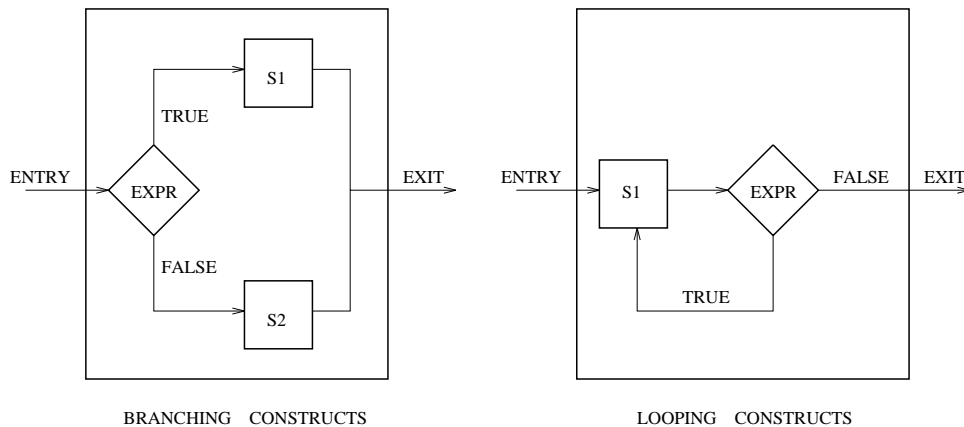 S1
TRUE
ENTRY
EXPR
EXIT
FALSE
S2
BRANCHING CONSTRUCTS
ENTRY
S1
EXPR
FALSE
EXIT
TRUE
LOOPING CONSTRUCTS